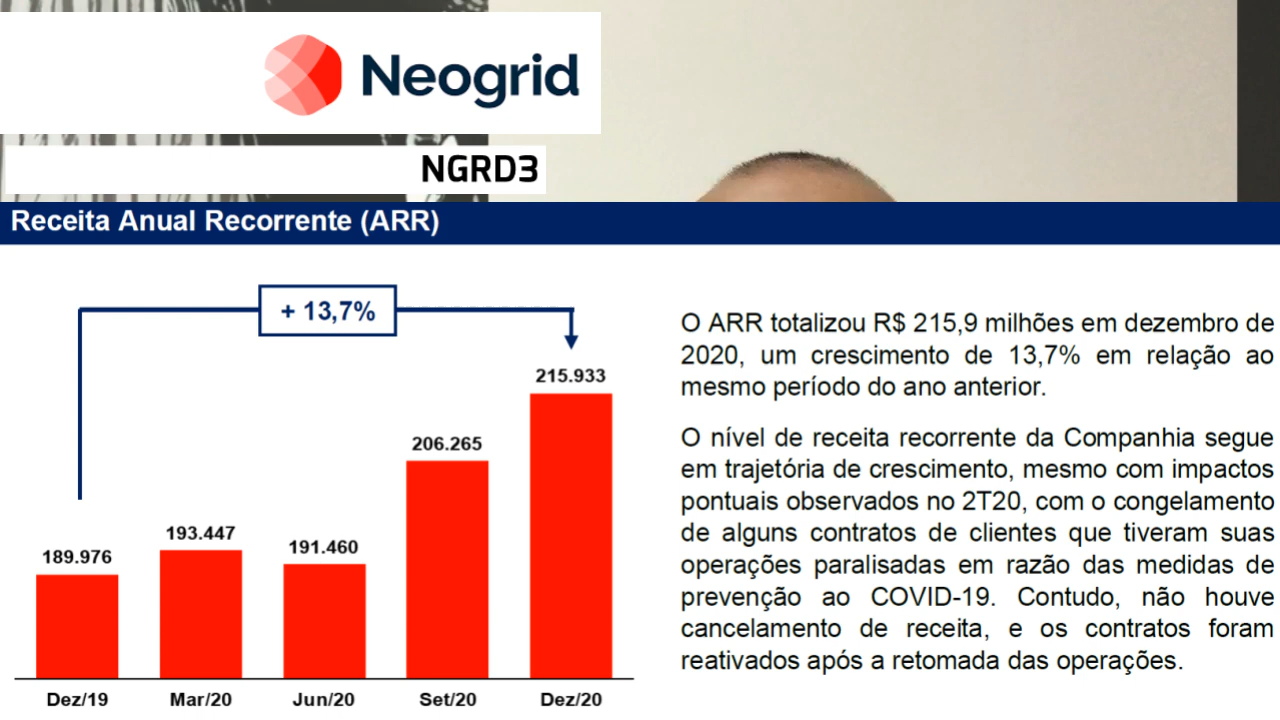 Neogrid
NGRD3
Receita Anual Recorrente (ARR)
+ 13,7%
215.933
206.265
193.447
191.460
189.976
Dez/19 Mar/20 Jun/20 Set/20 Dez/20
O ARR totalizou R$ 215,9 milhões em dezembro de
2020, um crescimento de 13,7% em relação ao
mesmo período do ano anterior.
O nível de receita recorrente da Companhia segue
em trajetória de crescimento, mesmo com impactos
pontuais observados no 2T20, com o congelamento
de alguns contratos de clientes que tiveram suas
operações paralisadas em razão das medidas de
prevenção ao COVID-19. Contudo, não houve
cancelamento de receita, e os contratos foram
reativados após a retomada das operações.